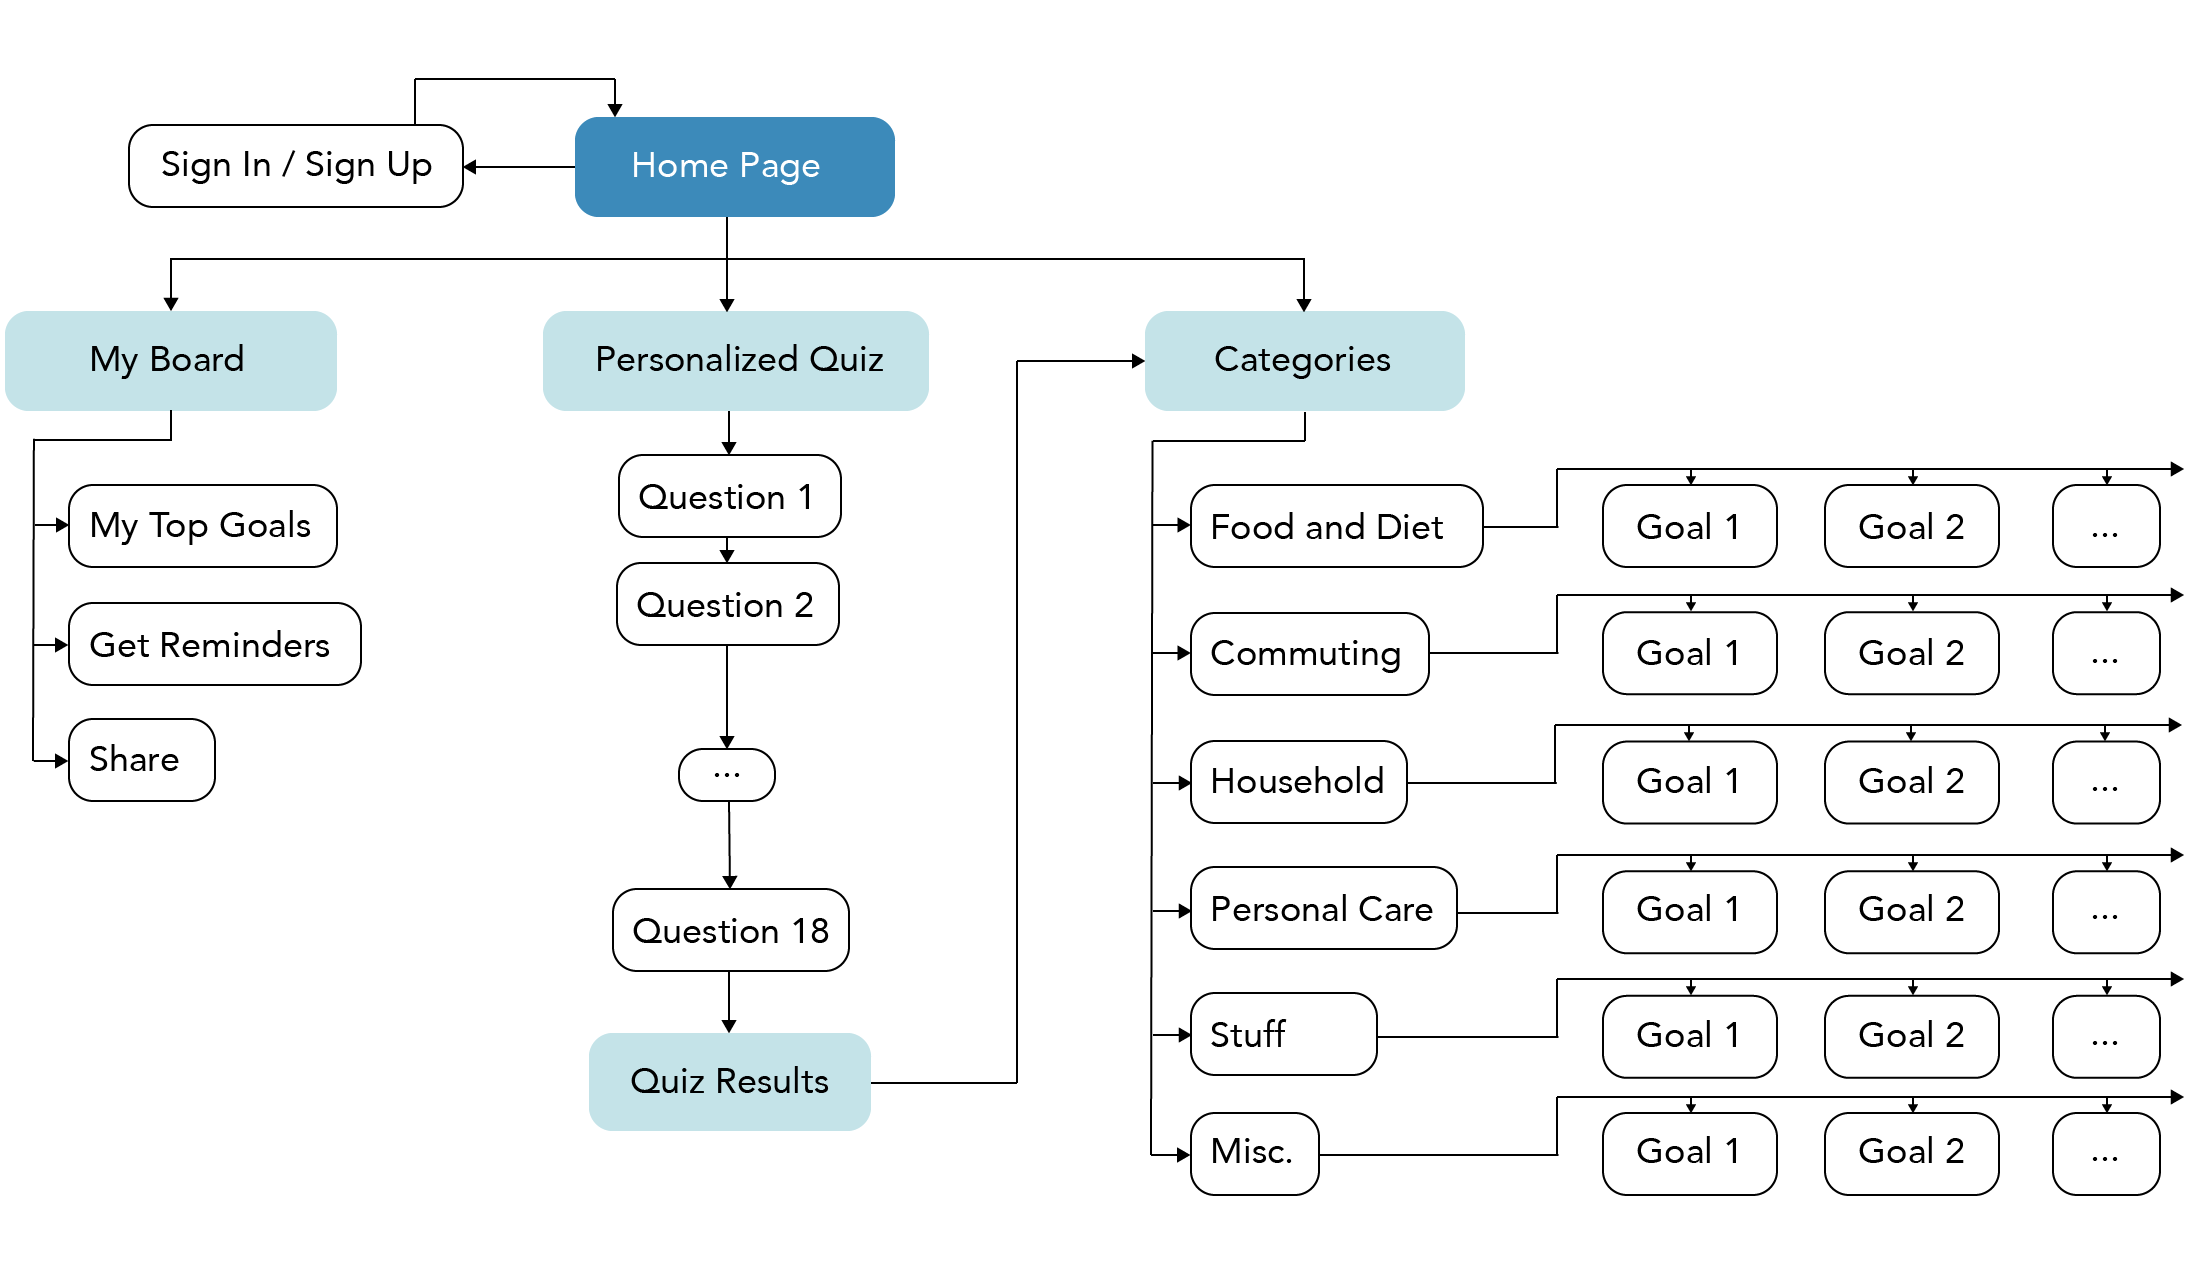 Sign In / Sign Up
Home Page
My Board
Personalized Quiz
Categories
My Top Goals
Get Reminders
Share
Question 1
Question 2
...
Question 18
Quiz Results
Food and Diet
Goal 1
Goal 2
...
Commuting
Goal 1
Goal 2
...
Household
Goal 1
Goal 2
...
Personal Care
Goal 1
Goal 2
...
Stuff
Goal 1
Goal 2
...
Misc.
Goal 1
Goal 2
...